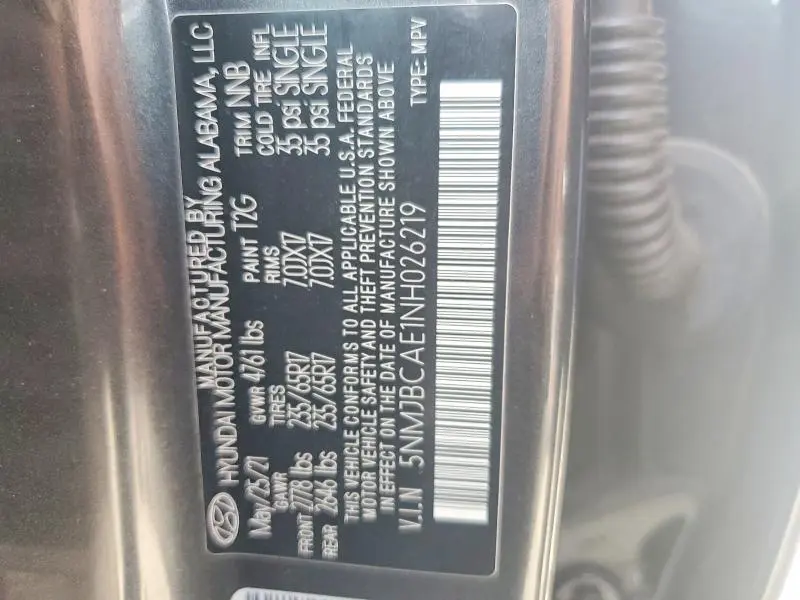 MANUFACTURED BY
HYUNDAI MOTOR MANUFACTURING ALABAMA, LLC
May/25/21 GVWR 4761 lbs PAINT T2G TRIM NNB
GAWR TIRES RIMS COLD TIRE INFL
FRONT 2778 lbs 235/65R17 7.0JX17 35 psi SINGLE
REAR 2646 lbs 235/65R17 7.0JX17 35 psi SINGLE
THIS VEHICLE CONFORMS TO ALL APPLICABLE U.S.A. FEDERAL
MOTOR VEHICLE SAFETY AND THEFT PREVENTION STANDARDS
IN EFFECT ON THE DATE OF MANUFACTURE SHOWN ABOVE
V.I.N 5NMJBCAE1NH026219 TYPE: MPV